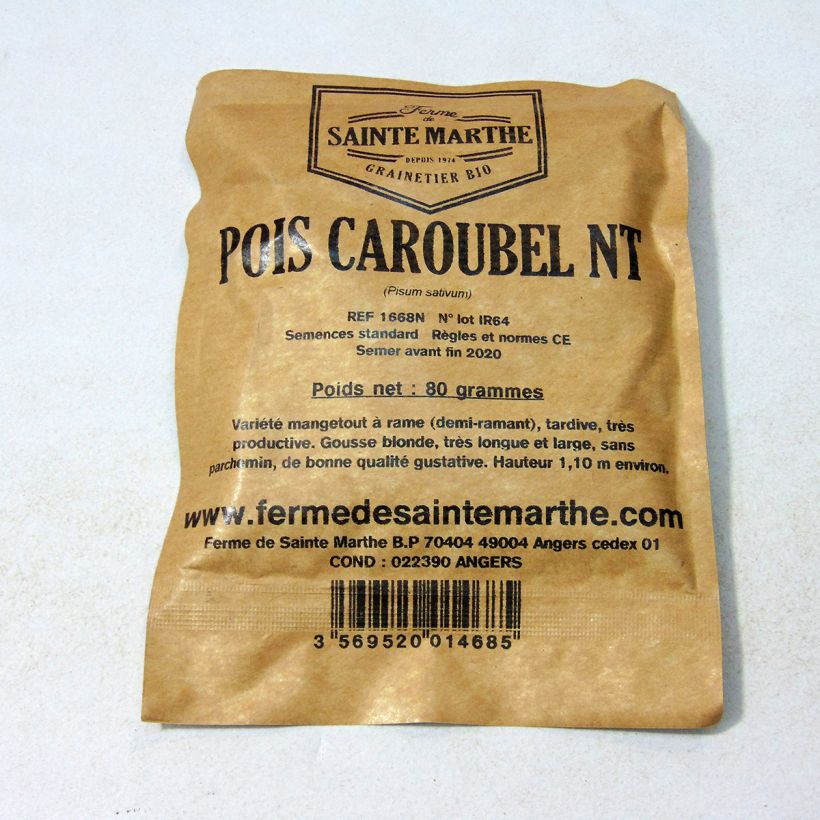 Ferme
de
SAINTE MARTHE
DEPUIS 1974
GRAINETIER BIO
POIS CAROUBEL NT
(Pisum sativum)
REF 1668N N° lot IR64
Semences standard Règles et normes CE
Semer avant fin 2020
Poids net : 80 grammes
Variété mangetout à rame (demi-ramant), tardive, très
productive. Gousse blonde, très longue et large, sans
parchemin, de bonne qualité gustative. Hauteur 1,10 m environ.
www.fermedesaintemarthe.com
Ferme de Sainte Marthe B.P 70404 49004 Angers cedex 01
COND : 022390 ANGERS
3 569520 014685